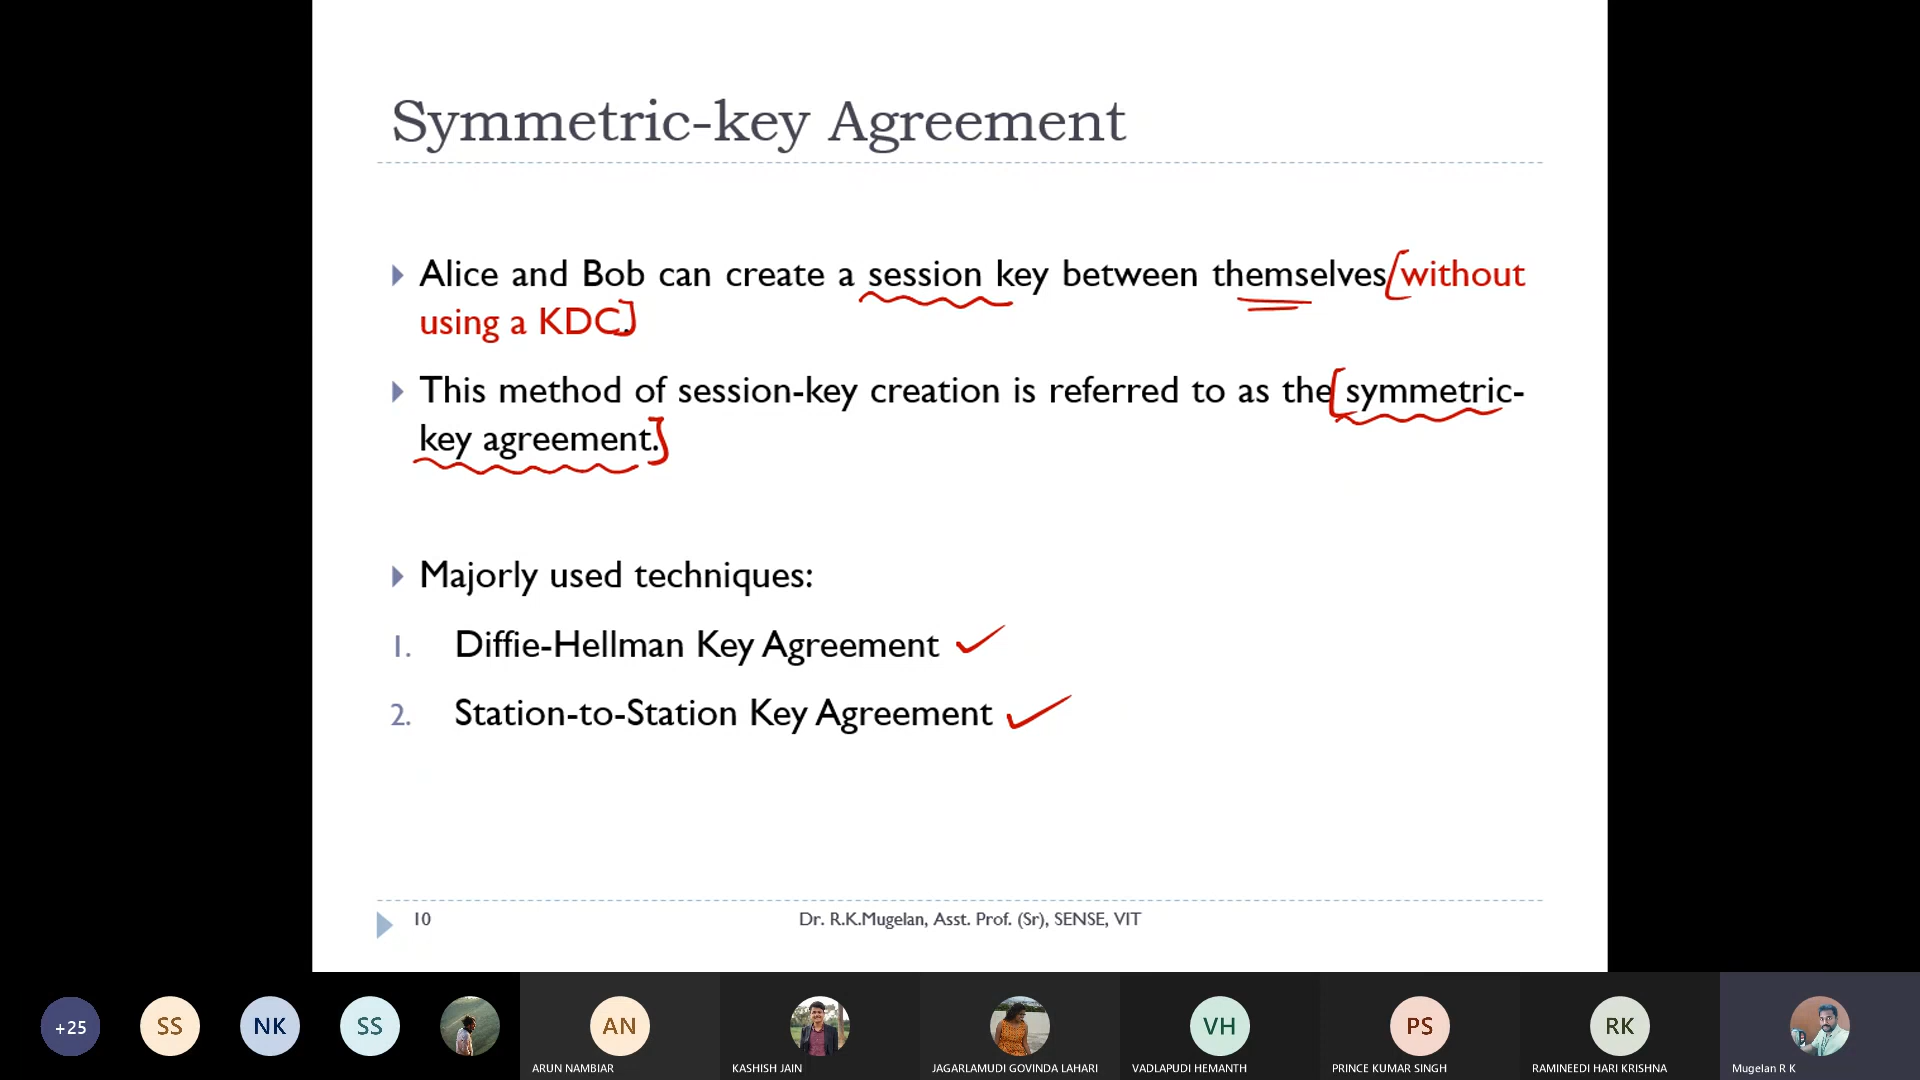 Symmetric-key Agreement
Alice and Bob can create a session key between themselves without
using a KDC.
This method of session-key creation is referred to as the symmetric-
key agreement.
Majorly used techniques:
1. Diffie-Hellman Key Agreement
2. Station-to-Station Key Agreement
10
Dr. R.K.Mugelan, Asst. Prof. (Sr), SENSE, VIT
+25
SS
NK
SS
AN
VH
PS
RK
ARUN NAMBIAR
KASHISH JAIN
JAGARLAMUDI GOVINDA LAHARI
VADLAPUDI HEMANTH
PRINCE KUMAR SINGH
RAMINEEDI HARI KRISHNA
Mugelan R K